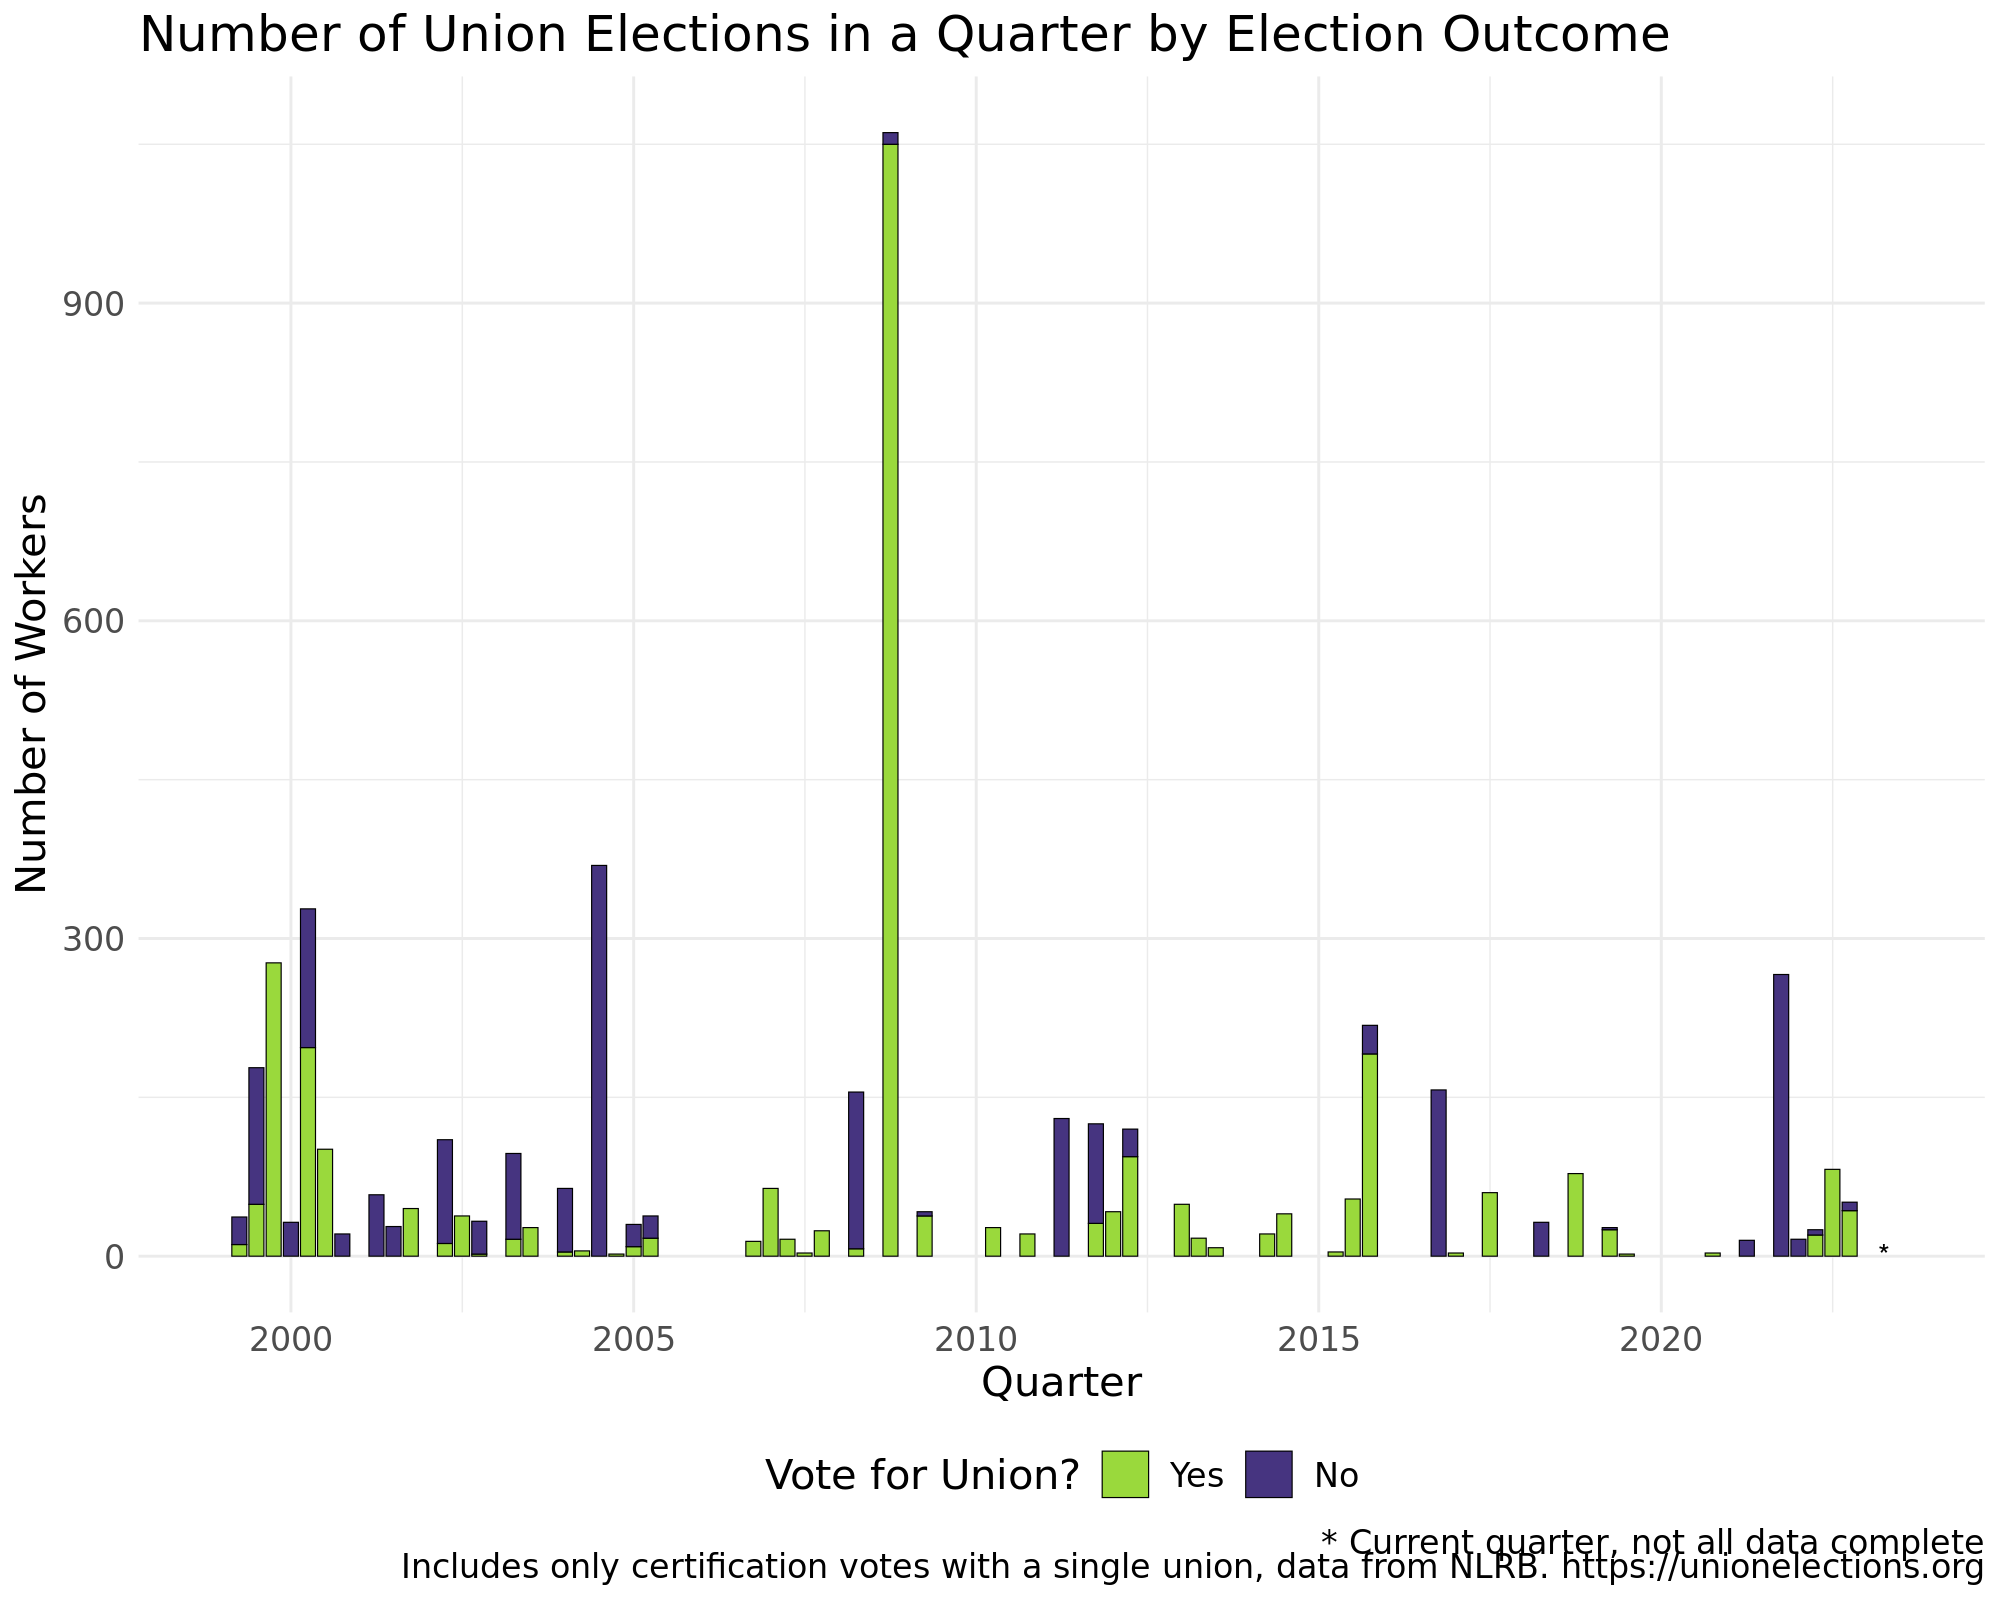 Number of Union Elections in a Quarter by Election Outcome
Number of Workers
900
600
300
0
*
2000 2005 2010 2015 2020
Quarter
Vote for Union? Yes No
* Current quarter, not all data complete
Includes only certification votes with a single union, data from NLRB. https://unionelections.org